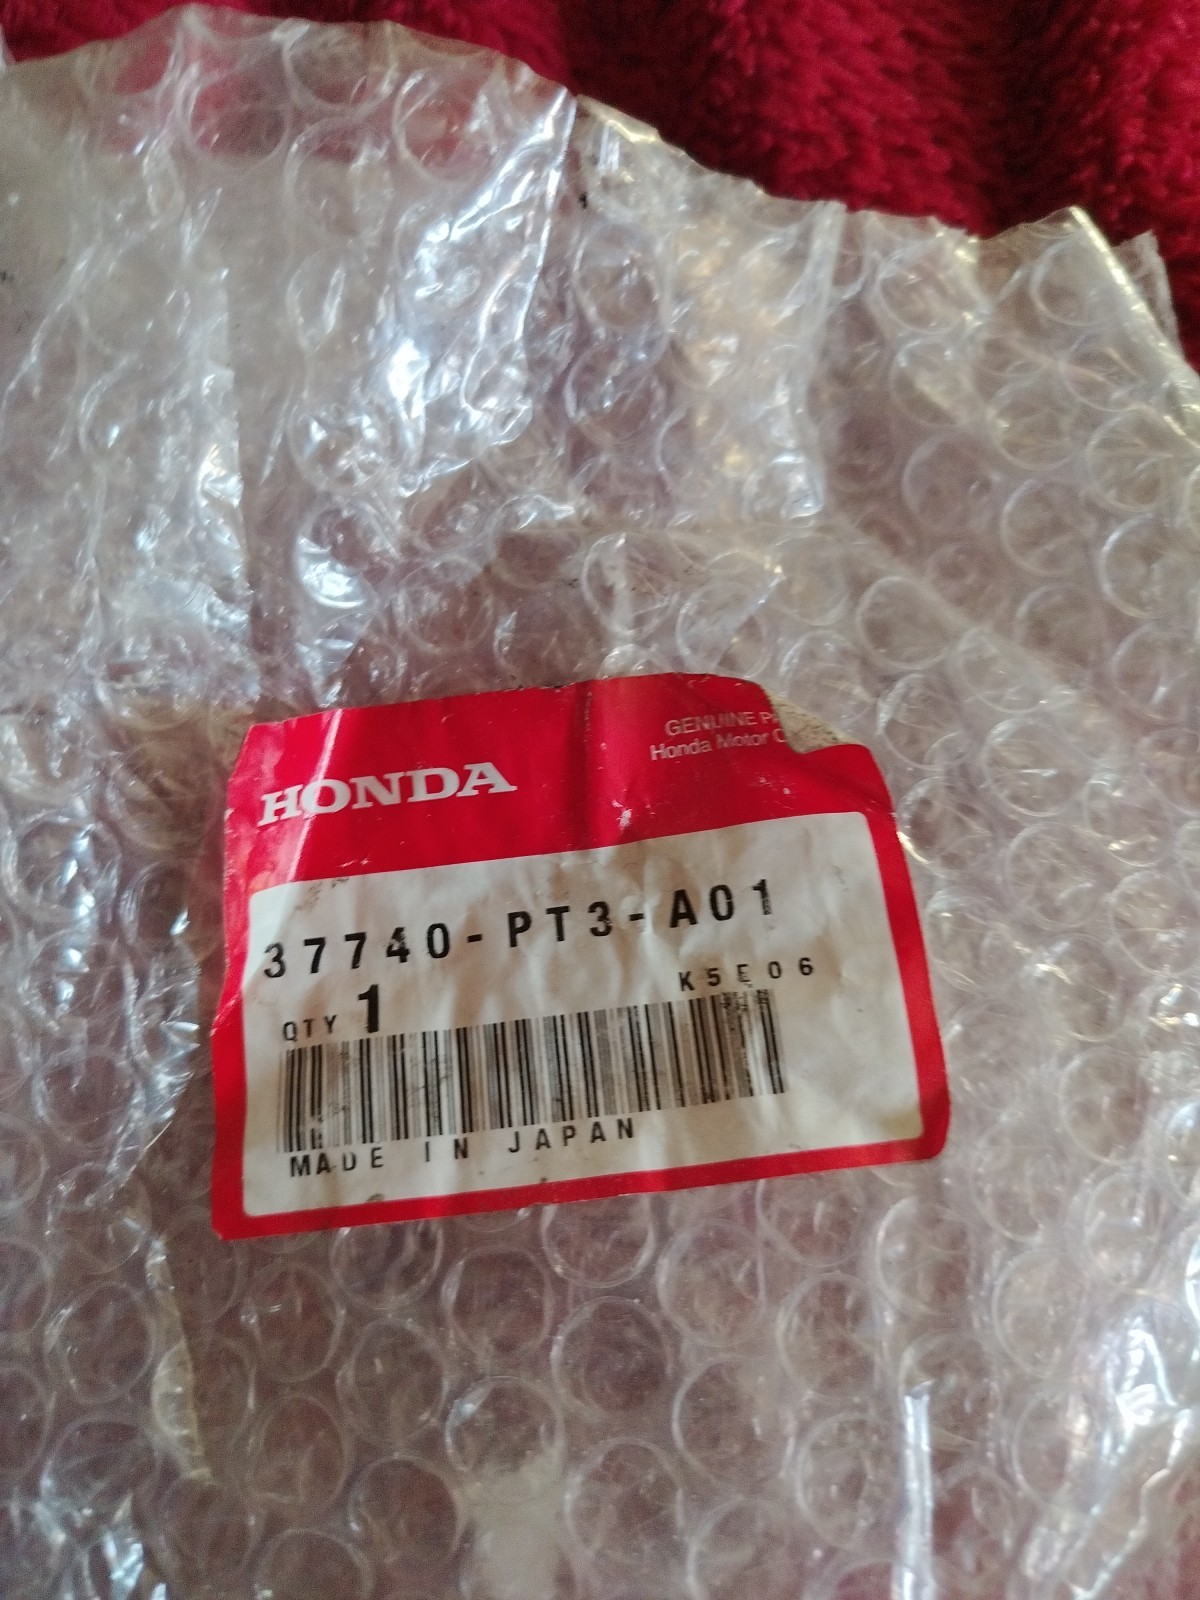 HONDA
GENUINE
Honda Motor
37740-PT3-A01
K5E06
QTY 1
MADE IN JAPAN